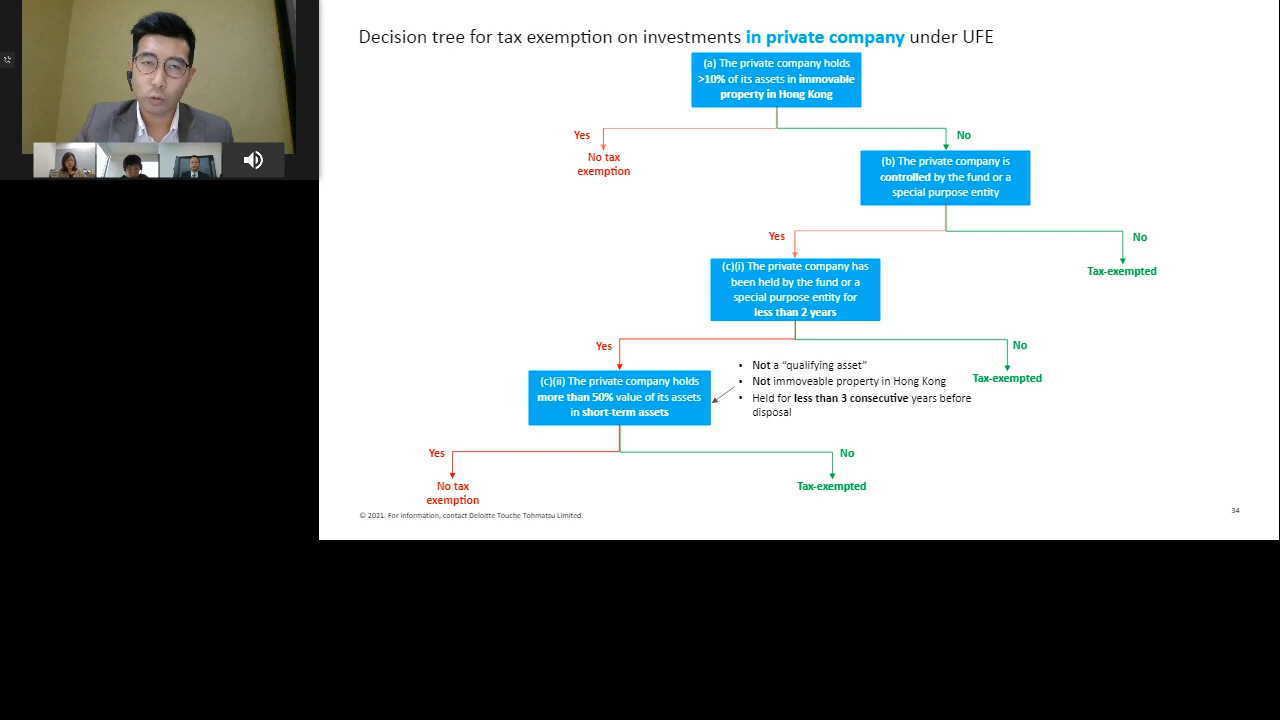 Decision tree for tax exemption on investments in private company under UFE
(a) The private company holds
>10% of its assets in immovable
property in Hong Kong
Yes
No
No tax
exemption
(b) The private company is
controlled by the fund or a
special purpose entity
Yes
No
Tax-exempted
(c)(i) The private company has
been held by the fund or a
special purpose entity for
less than 2 years
Yes
No
Tax-exempted
• Not a “qualifying asset”
• Not immoveable property in Hong Kong
• Held for less than 3 consecutive years before
disposal
(c)(ii) The private company holds
more than 50% value of its assets
in short-term assets
Yes
No
No tax
exemption
Tax-exempted
© 2021. For information, contact Deloitte Touche Tohmatsu Limited.
34